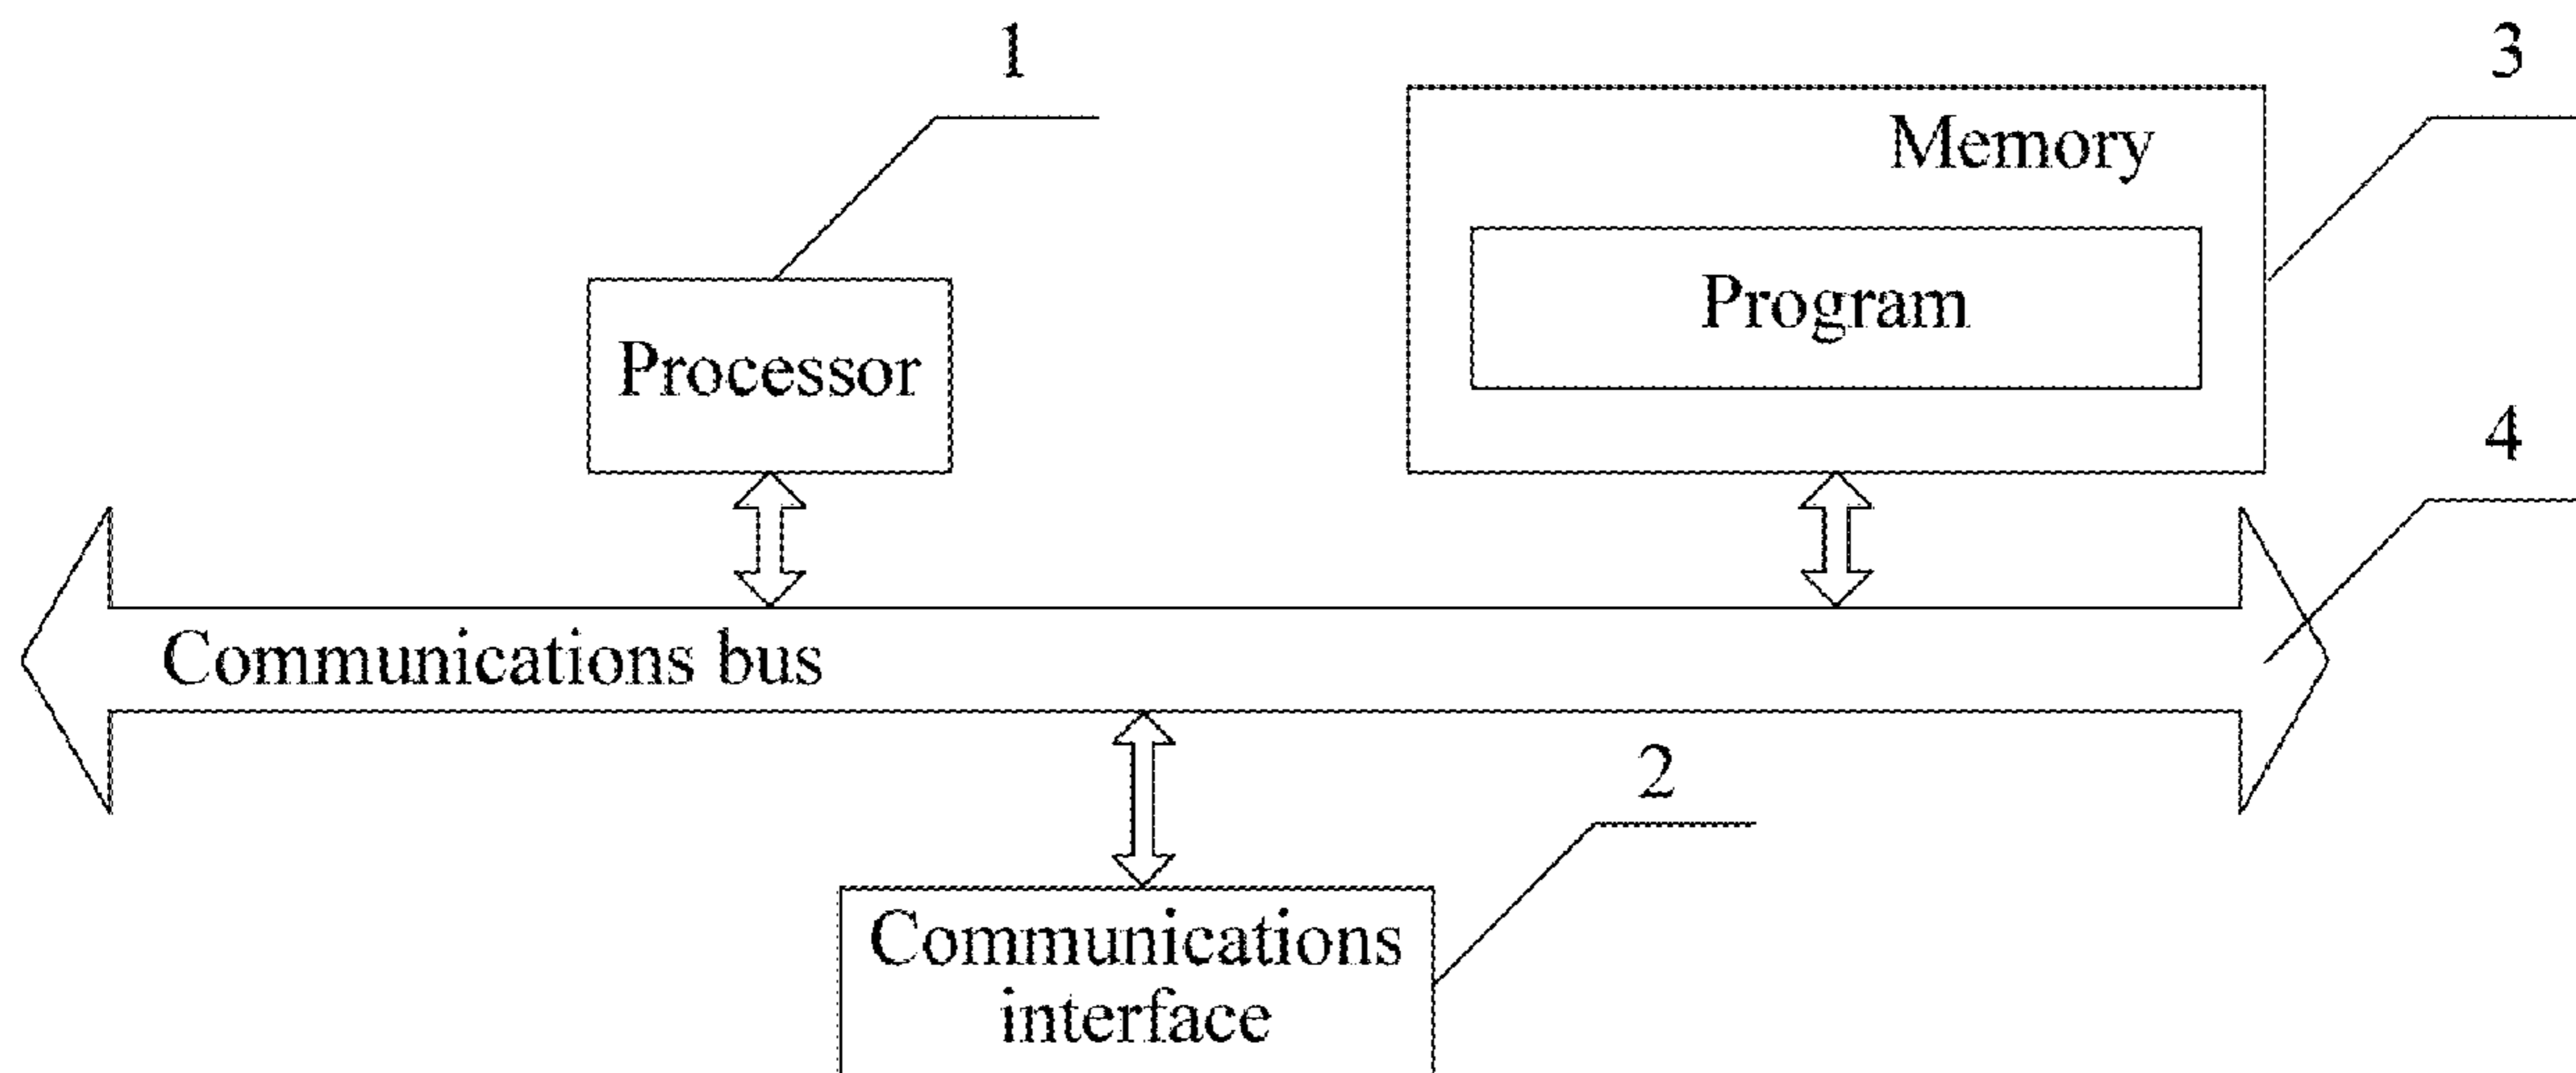 1
3
Memory
Program
Processor
4
Communications bus
2
Communications
interface